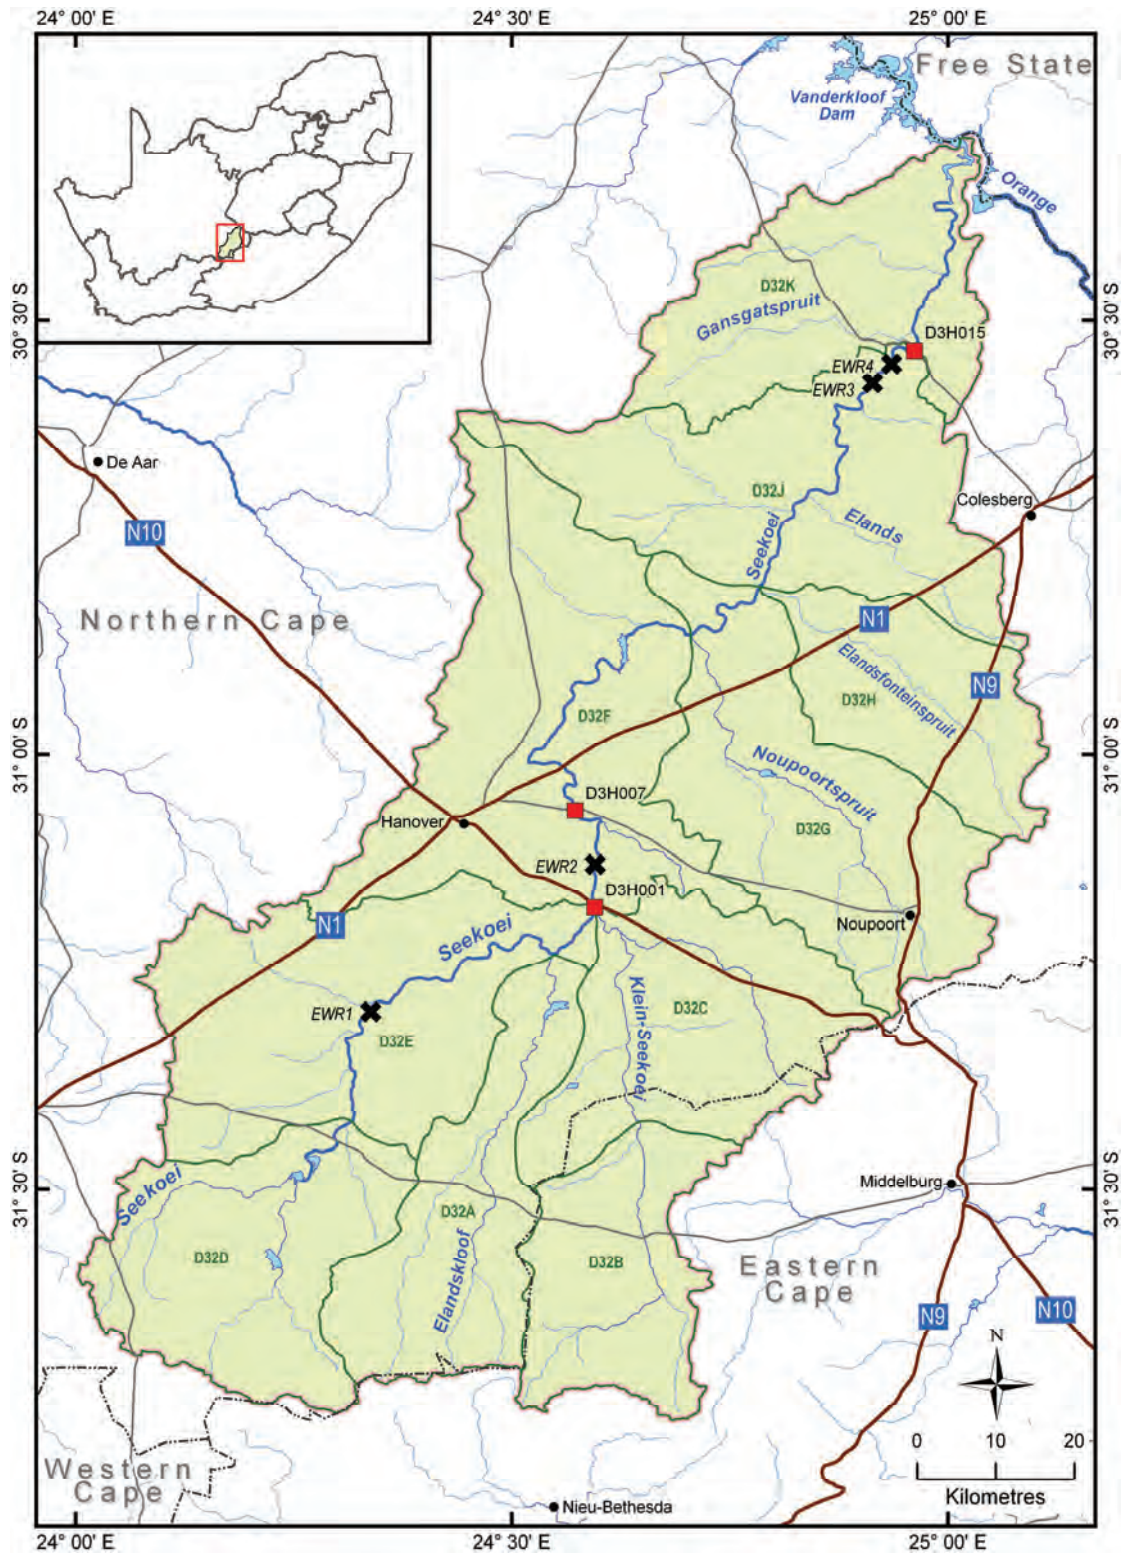 24° 00' E
24° 30' E
25° 00' E
Free State
Vanderkloof
Dam
Orange
D32K
Gansgatspruit
30° 30' S
30° 30' S
D3H015
EWR4
EWR3
De Aar
D32J
Colesberg
Elands
N10
Seekoei
Northern Cape
N1
Elandsfonteinspruit
N9
D32H
D32F
31° 00' S
31° 00' S
Noupoortspruit
D3H007
Hanover
D32G
EWR2
D3H001
Noupoort
N1
Seekoei
Klein-Seekoei
D32C
EWR1
D32E
Middelburg
31° 30' S
31° 30' S
Seekoei
D32A
Elandskloof
D32D
D32B
Eastern
Cape
N9
N10
N
0 10 20
Kilometres
Western
Cape
Nieu-Bethesda
24° 00' E
24° 30' E
25° 00' E